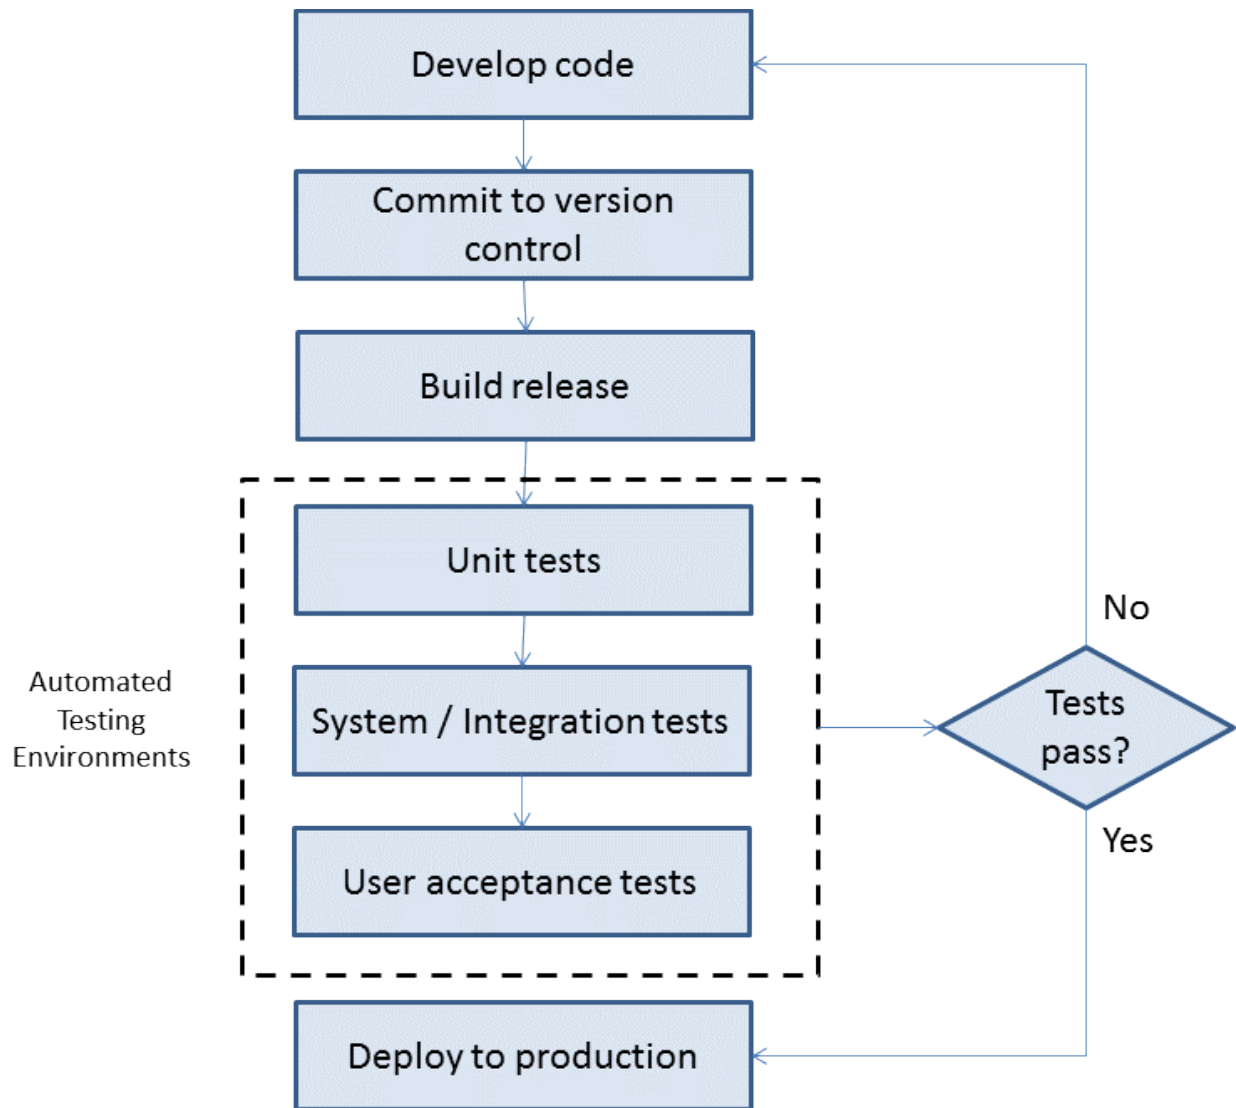 Develop code
Commit to version
control
Build release
Unit tests
System / Integration tests
User acceptance tests
Automated
Testing
Environments
No
Tests
pass?
Yes
Deploy to production